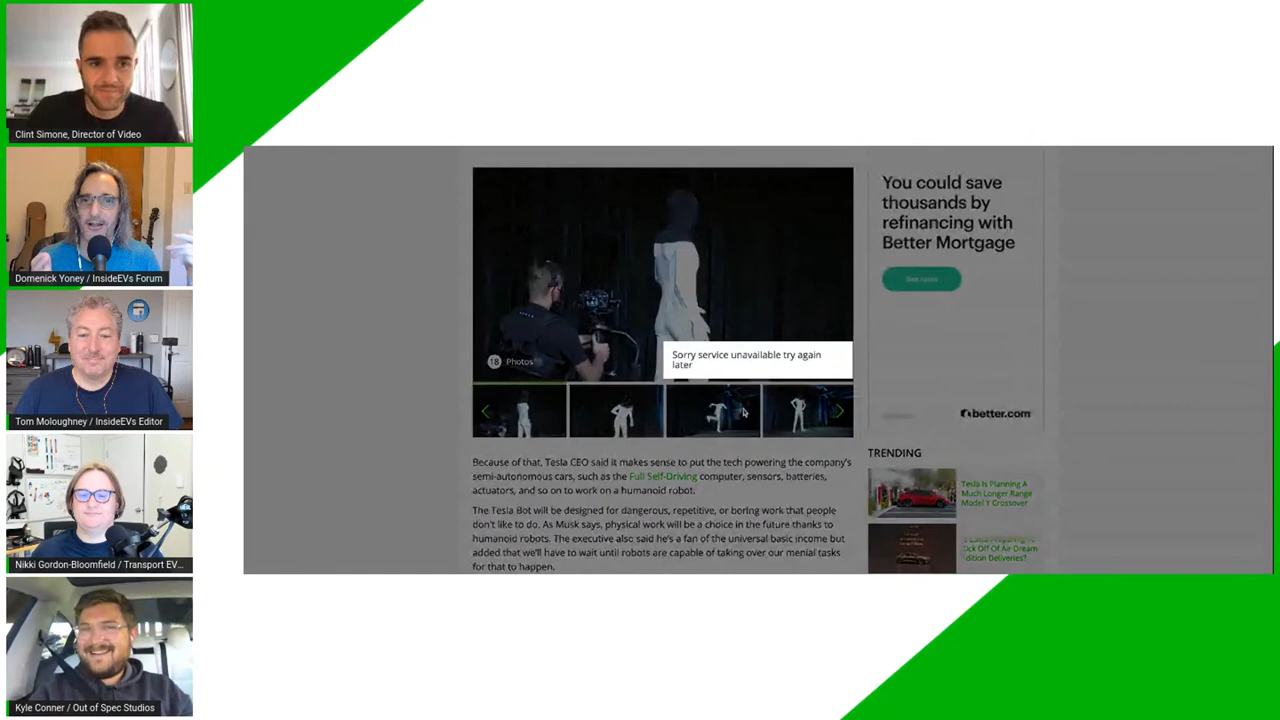 Clint Simone, Director of Video
Domenick Yoney / InsideEVs Forum
Tom Moloughney / InsideEVs Editor
Nikki Gordon-Bloomfield / Transport EV...
Kyle Conner / Out of Spec Studios
18 Photos
Sorry service unavailable try again
later
Because of that, Tesla CEO said it makes sense to put the tech powering the company's
semi-autonomous cars, such as the Full Self-Driving computer, sensors, batteries,
actuators, and so on to work on a humanoid robot.
The Tesla Bot will be designed for dangerous, repetitive, or boring work that people
don't like to do. As Musk says, physical work will be a choice in the future thanks to
humanoid robots. The executive also said he's a fan of the universal basic income but
added that we'll have to wait until robots are capable of taking over our menial tasks
for that to happen.
You could save
thousands by
refinancing with
Better Mortgage
better.com
TRENDING
Tesla Is Planning A
Much Longer Range
Model Y Crossover
ick Off Of Air Dream
dition Deliveries?